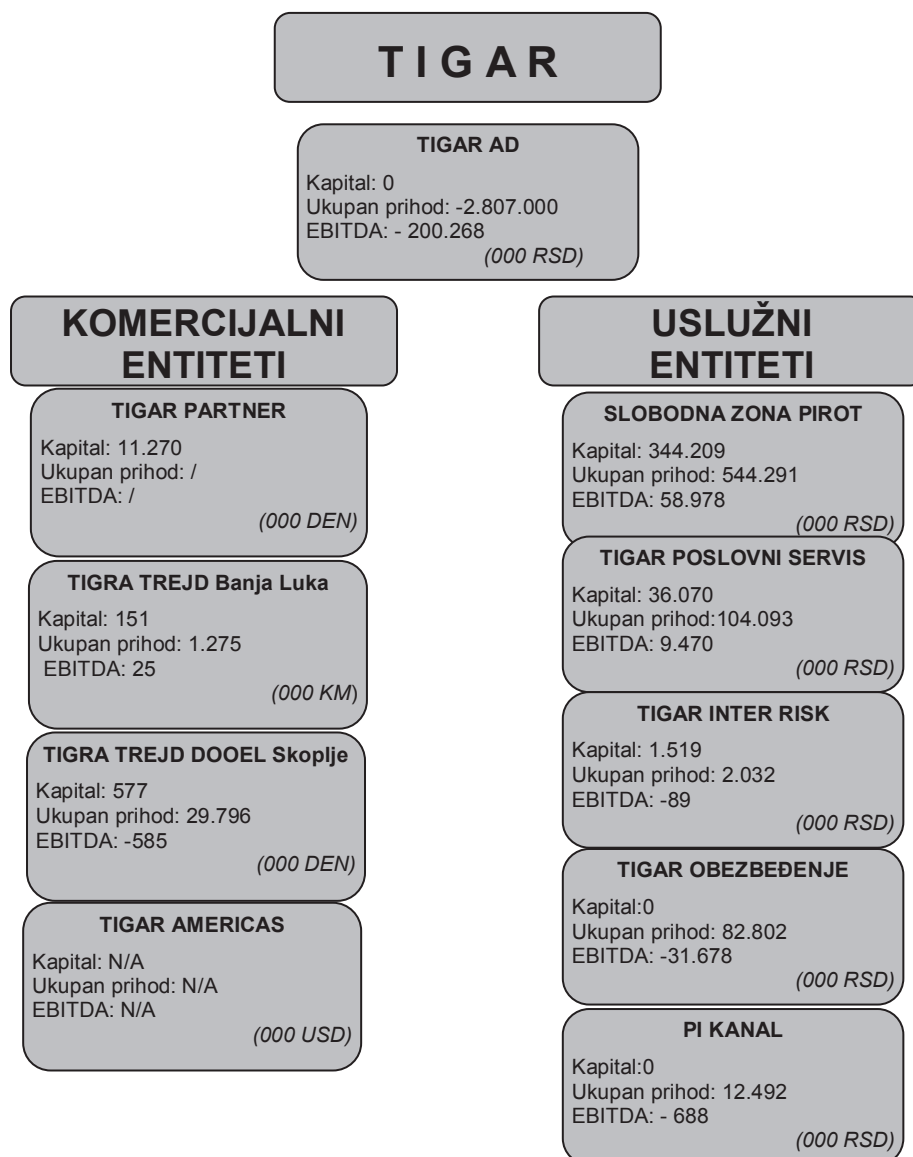 T I G A R
TIGAR AD
Kapital: 0
Ukupan prihod: -2.807.000
EBITDA: - 200.268
(000 RSD)
KOMERCIJALNI
ENTITETI
TIGAR PARTNER
Kapital: 11.270
Ukupan prihod: /
EBITDA: /
(000 DEN)
TIGRA TREJD Banja Luka
Kapital: 151
Ukupan prihod: 1.275
EBITDA: 25
(000 KM)
TIGRA TREJD DOOEL Skoplje
Kapital: 577
Ukupan prihod: 29.796
EBITDA: -585
(000 DEN)
TIGAR AMERICAS
Kapital: N/A
Ukupan prihod: N/A
EBITDA: N/A
(000 USD)
USLUŽNI
ENTITETI
SLOBODNA ZONA PIROT
Kapital: 344.209
Ukupan prihod: 544.291
EBITDA: 58.978
(000 RSD)
TIGAR POSLOVNI SERVIS
Kapital: 36.070
Ukupan prihod:104.093
EBITDA: 9.470
(000 RSD)
TIGAR INTER RISK
Kapital: 1.519
Ukupan prihod: 2.032
EBITDA: -89
(000 RSD)
TIGAR OBEZBEĐENJE
Kapital:0
Ukupan prihod: 82.802
EBITDA: -31.678
(000 RSD)
PI KANAL
Kapital:0
Ukupan prihod: 12.492
EBITDA: - 688
(000 RSD)